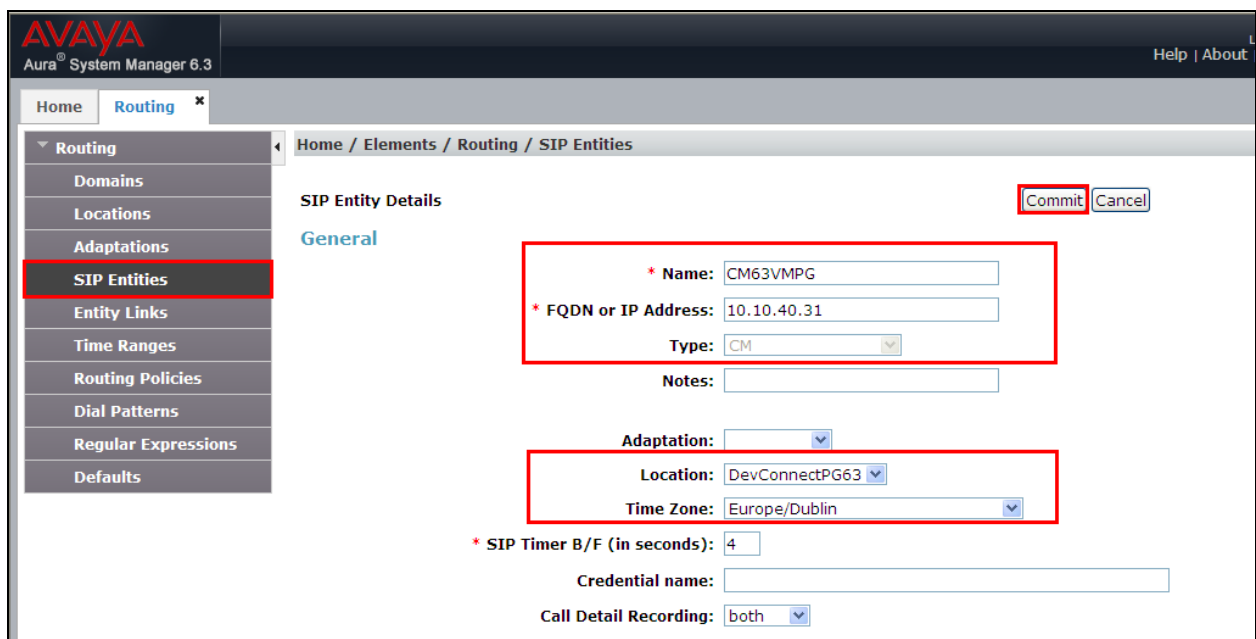 AVAYA
Aura® System Manager 6.3
Help | About |
Home Routing ×
Routing
Domains
Locations
Adaptations
SIP Entities
Entity Links
Time Ranges
Routing Policies
Dial Patterns
Regular Expressions
Defaults
Home / Elements / Routing / SIP Entities
SIP Entity Details Commit Cancel
General
* Name: CM63VMPG
* FQDN or IP Address: 10.10.40.31
Type: CM
Notes:
Adaptation:
Location: DevConnectPG63
Time Zone: Europe/Dublin
* SIP Timer B/F (in seconds): 4
Credential name:
Call Detail Recording: both